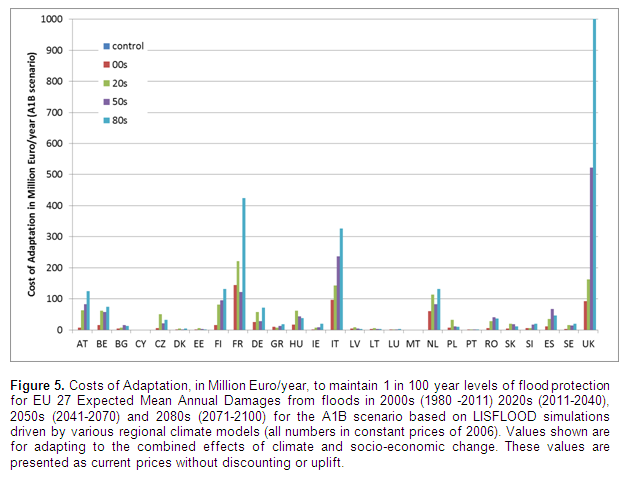 1000
900
800
700
600
500
400
300
200
100
0
Cost of Adaptation in Million Euro/year (A1B scenario)
control
00s
20s
50s
80s
AT BE BG CY CZ DK EE FI FR DE GR HU IE IT LV LT LU MT NL PL PT RO SK SI ES SE UK
Figure 5. Costs of Adaptation, in Million Euro/year, to maintain 1 in 100 year levels of flood protection
for EU 27 Expected Mean Annual Damages from floods in 2000s (1980 -2011) 2020s (2011-2040),
2050s (2041-2070) and 2080s (2071-2100) for the A1B scenario based on LISFLOOD simulations
driven by various regional climate models (all numbers in constant prices of 2006). Values shown are
for adapting to the combined effects of climate and socio-economic change. These values are
presented as current prices without discounting or uplift.